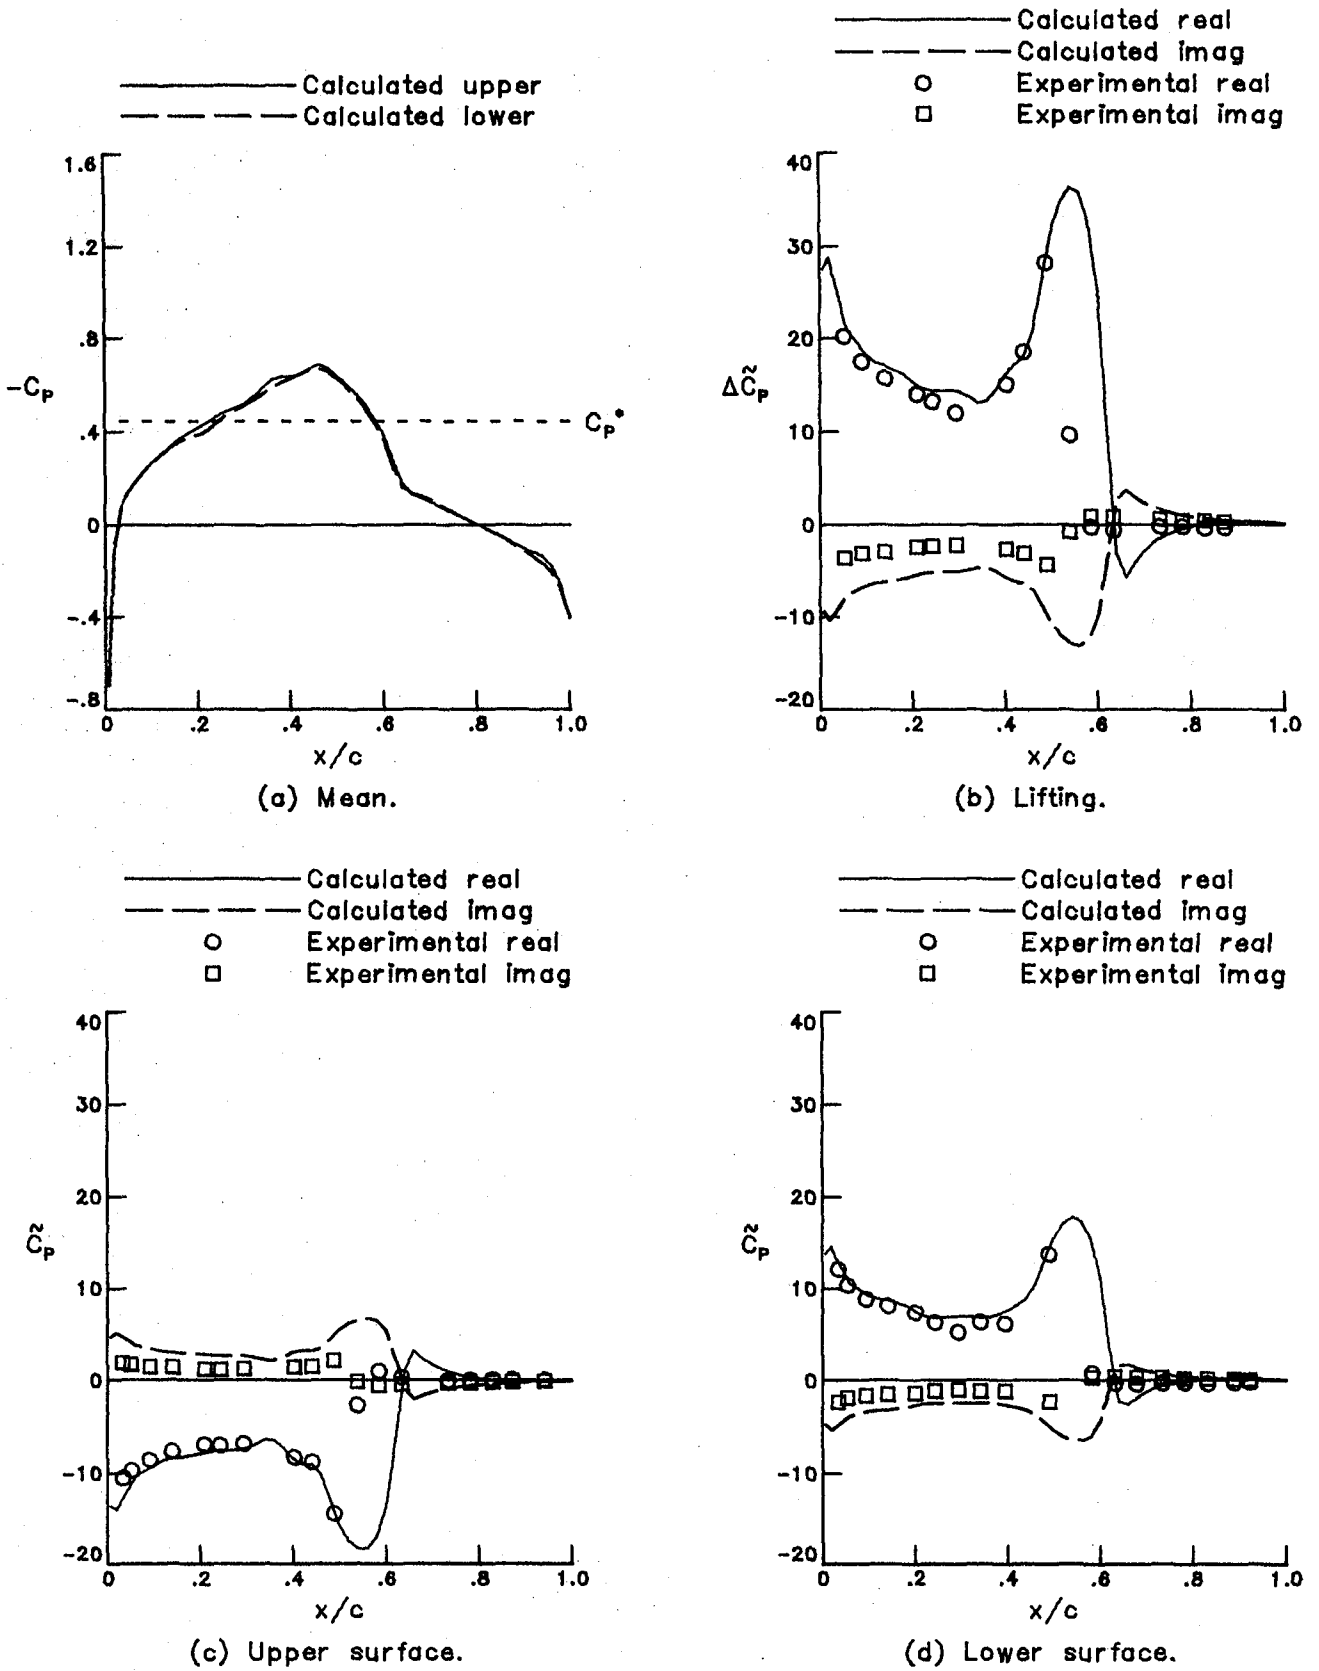 Calculated upper
Calculated lower
1.6
1.2
.8
.4
0
-.4
-.8
-Cp
Cp*
0 .2 .4 .6 .8 1.0
x/c
(a) Mean.
Calculated real
Calculated imag
Experimental real
Experimental imag
40
30
20
10
0
-10
-20
ΔC̃p
0 .2 .4 .6 .8 1.0
x/c
(b) Lifting.
Calculated real
Calculated imag
Experimental real
Experimental imag
40
30
20
10
0
-10
-20
C̃p
0 .2 .4 .6 .8 1.0
x/c
(c) Upper surface.
Calculated real
Calculated imag
Experimental real
Experimental imag
40
30
20
10
0
-10
-20
C̃p
0 .2 .4 .6 .8 1.0
x/c
(d) Lower surface.